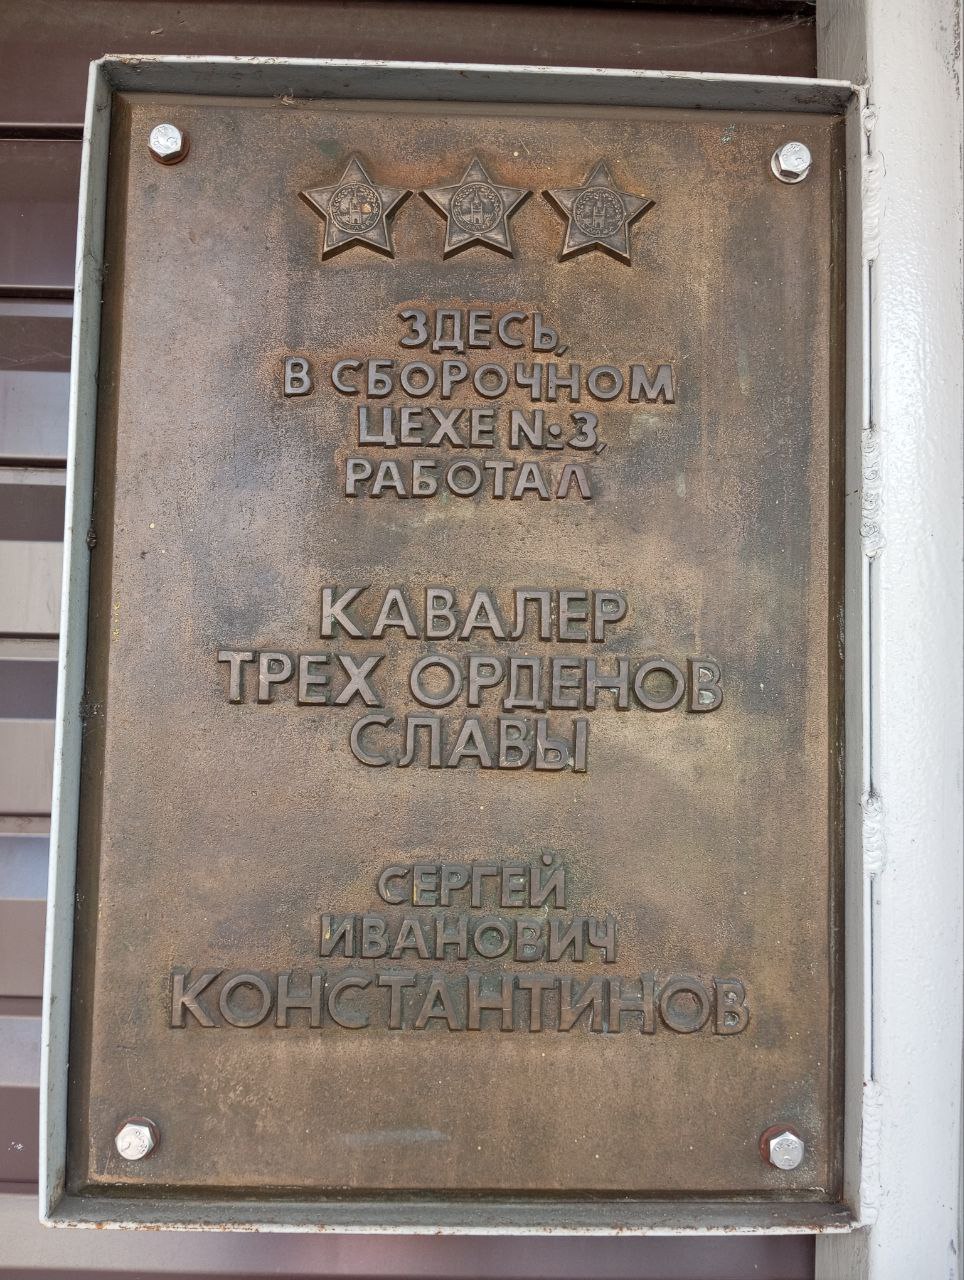 ЗДЕСЬ,
В СБОРОЧНОМ
ЦЕХЕ №3,
РАБОТАЛ
КАВАЛЕР
ТРЕХ ОРДЕНОВ
СЛАВЫ
СЕРГЕЙ
ИВАНОВИЧ
КОНСТАНТИНОВ